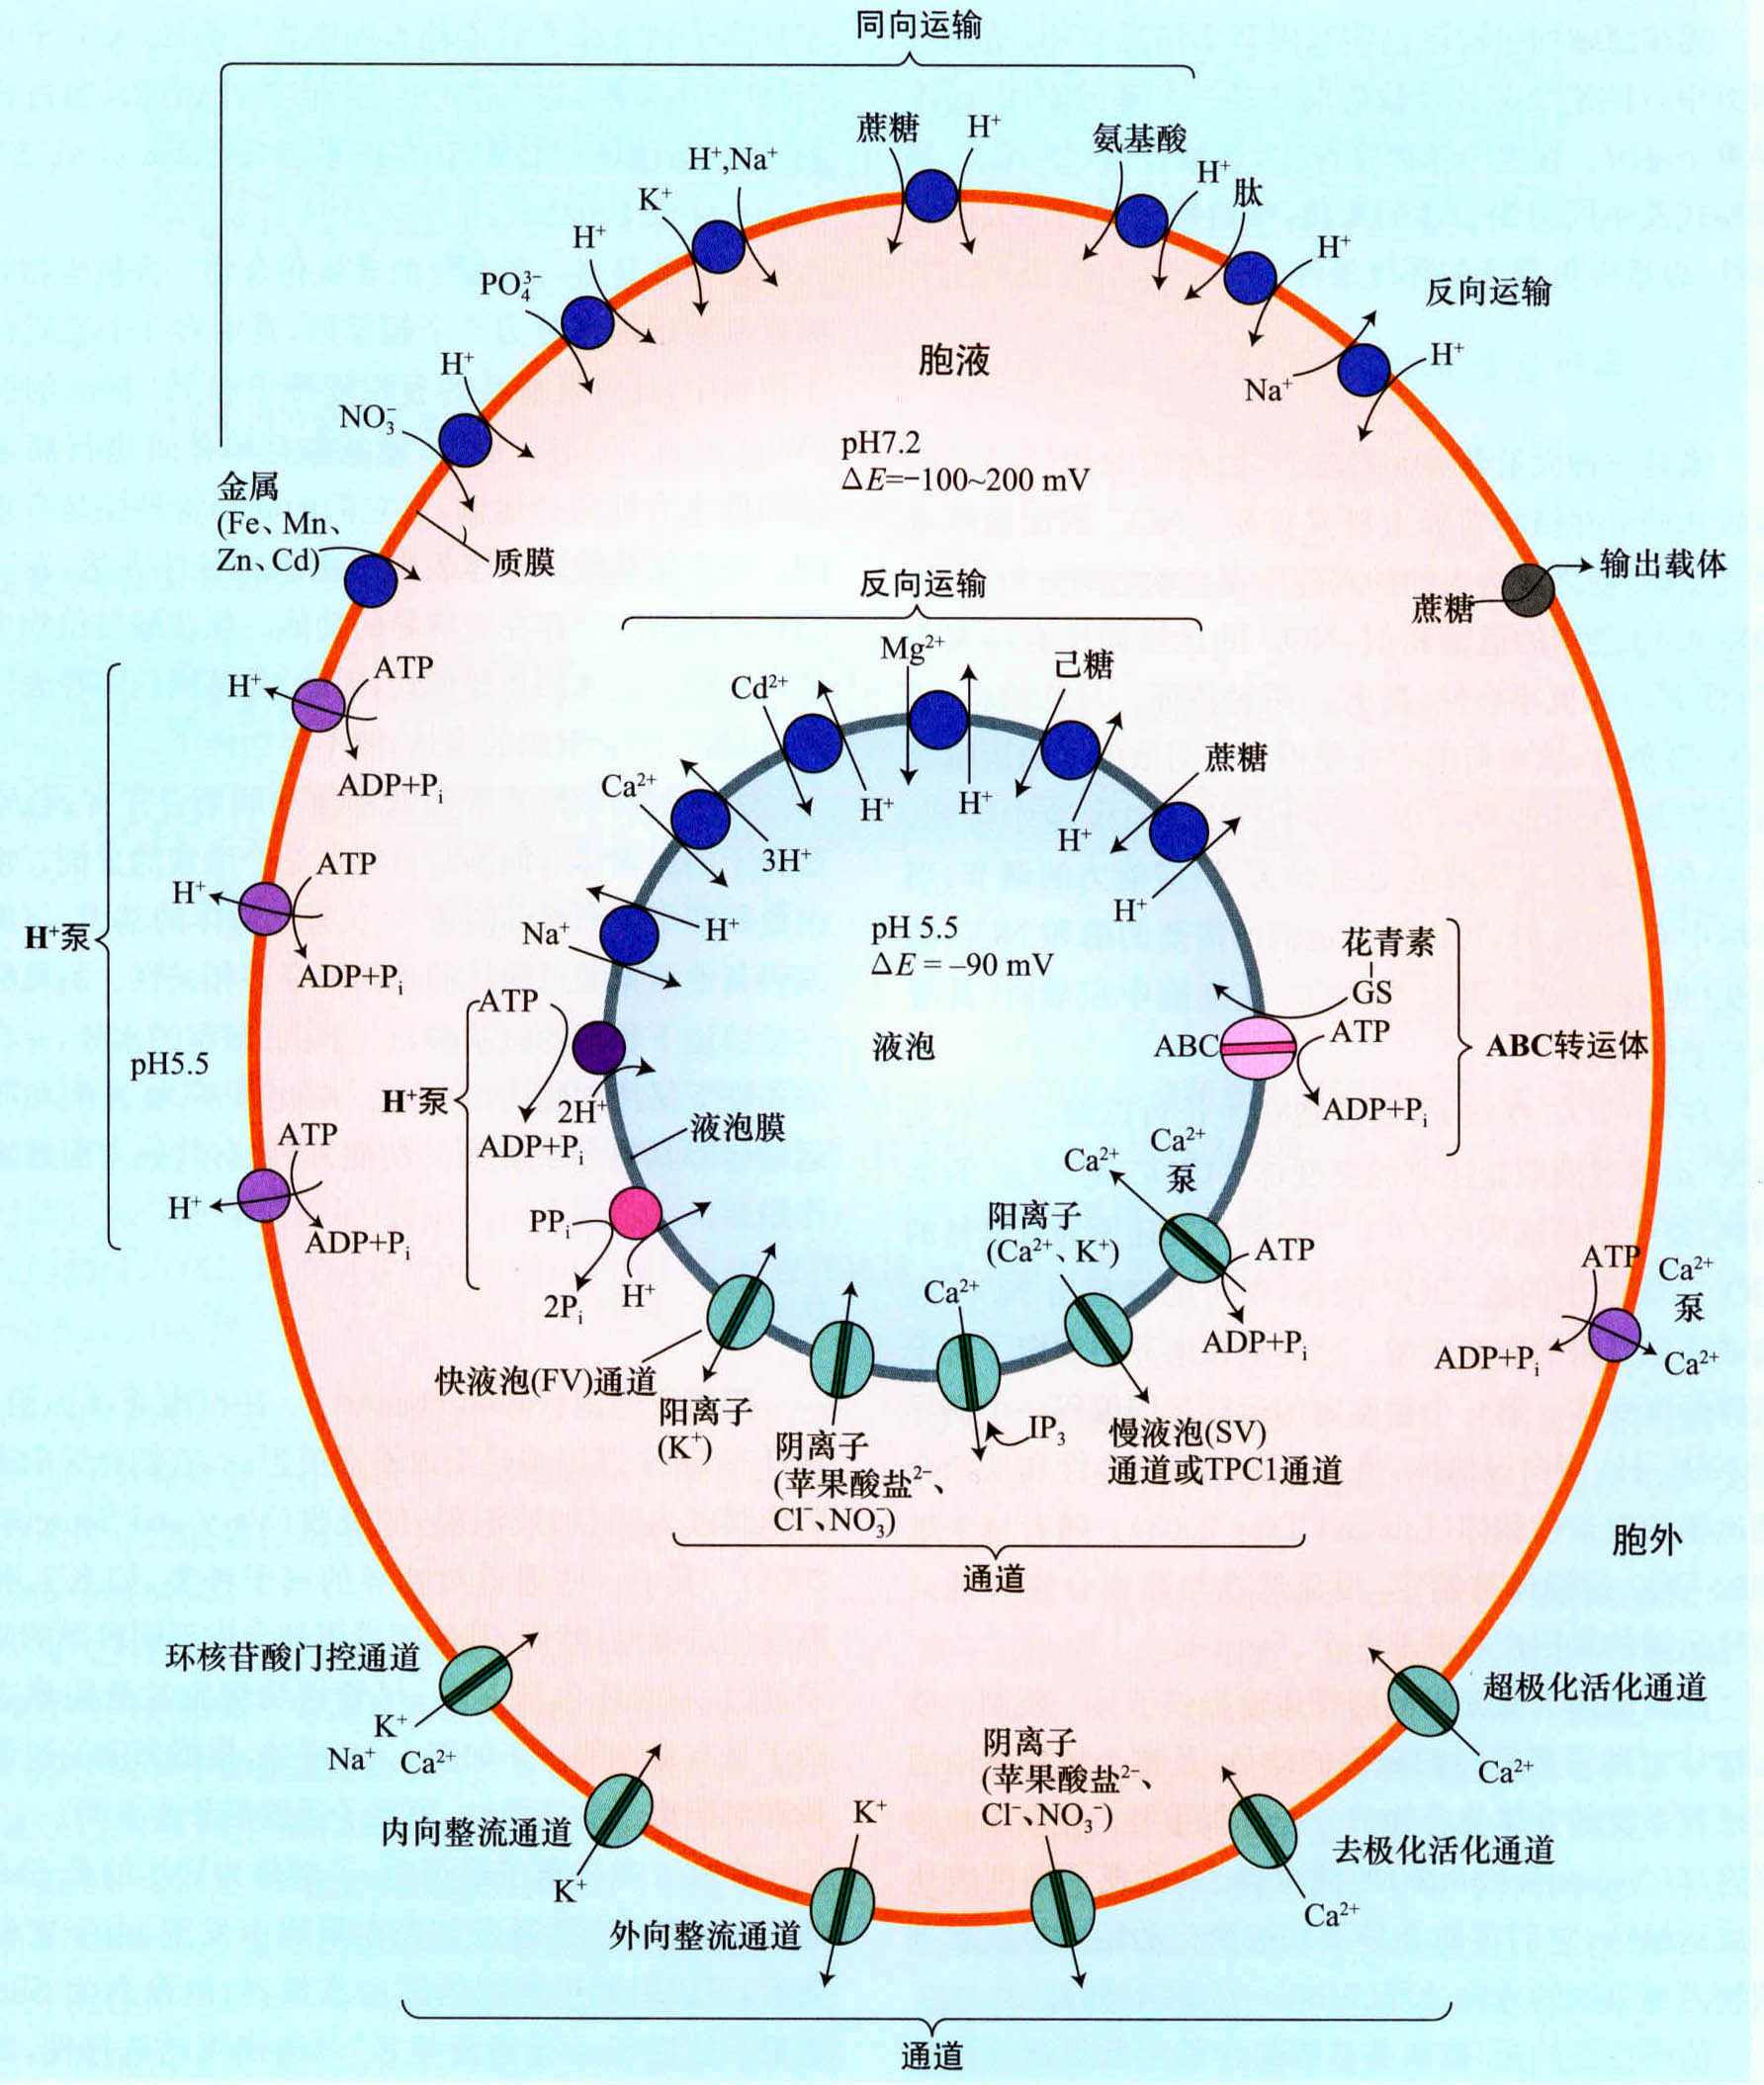 同向运输
蔗糖
H⁺
氨基酸
H⁺
肽
H⁺
H⁺,Na⁺
K⁺
H⁺
PO₄³⁻
H⁺
NO₃⁻
金属
(Fe、Mn、
Zn、Cd)
质膜
反向运输
Na⁺
H⁺
胞液
pH7.2
ΔE=−100~200 mV
输出载体
蔗糖
反向运输
Mg²⁺
Cd²⁺
己糖
Ca²⁺
蔗糖
H⁺
H⁺
H⁺
3H⁺
H⁺
Na⁺
H⁺
pH 5.5
ΔE = –90 mV
液泡
H⁺
ATP
ADP+Pᵢ
H⁺
ATP
ADP+Pᵢ
H⁺泵
pH5.5
ATP
H⁺
ADP+Pᵢ
ATP
H⁺泵
2H⁺
ADP+Pᵢ
液泡膜
PPᵢ
2Pᵢ
H⁺
花青素
GS
ABC
ATP
ABC转运体
ADP+Pᵢ
Ca²⁺
泵
Ca²⁺
ATP
ADP+Pᵢ
阳离子
(Ca²⁺、K⁺)
Ca²⁺
快液泡(FV)通道
阳离子
(K⁺)
阴离子
(苹果酸盐²⁻、
Cl⁻、NO₃⁻)
IP₃
慢液泡(SV)
通道或TPC1通道
通道
ATP
Ca²⁺
泵
ADP+Pᵢ
Ca²⁺
胞外
环核苷酸门控通道
K⁺
Na⁺
Ca²⁺
内向整流通道
K⁺
K⁺
外向整流通道
阴离子
(苹果酸盐²⁻、
Cl⁻、NO₃⁻)
去极化活化通道
Ca²⁺
超极化活化通道
Ca²⁺
通道